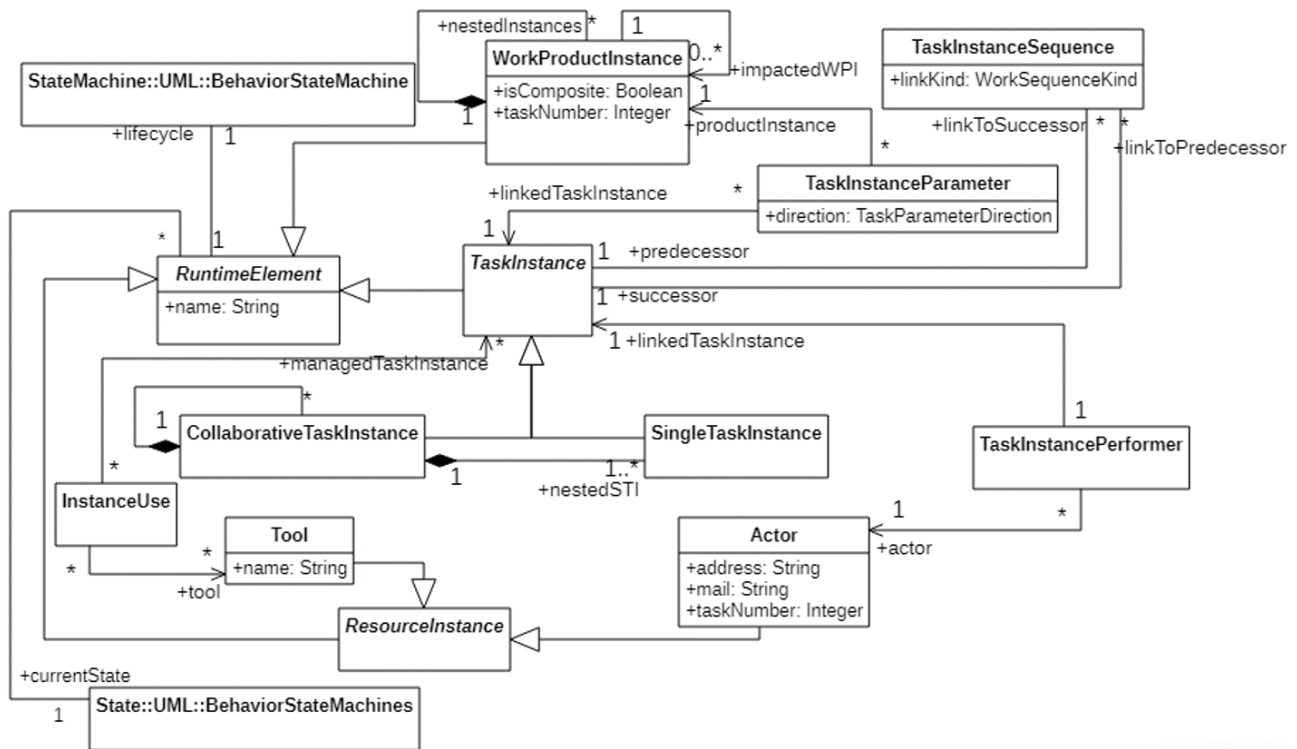 +nestedInstances
*
1
WorkProductInstance
0..*
+impactedWPI
+isComposite: Boolean
+taskNumber: Integer
1
1
+productInstance
*
TaskInstanceSequence
+linkKind: WorkSequenceKind
+linkToSuccessor
*
*
+linkToPredecessor
StateMachine::UML::BehaviorStateMachine
+lifecycle
1
TaskInstanceParameter
+direction: TaskParameterDirection
+linkedTaskInstance
*
1
*
1
RuntimeElement
+name: String
TaskInstance
1
+predecessor
1
+successor
1
+linkedTaskInstance
*
+managedTaskInstance
*
1
CollaborativeTaskInstance
SingleTaskInstance
1
1..*
+nestedSTI
1
TaskInstancePerformer
*
InstanceUse
*
*
+tool
Tool
+name: String
1
*
+actor
Actor
+address: String
+mail: String
+taskNumber: Integer
ResourceInstance
+currentState
1
State::UML::BehaviorStateMachines